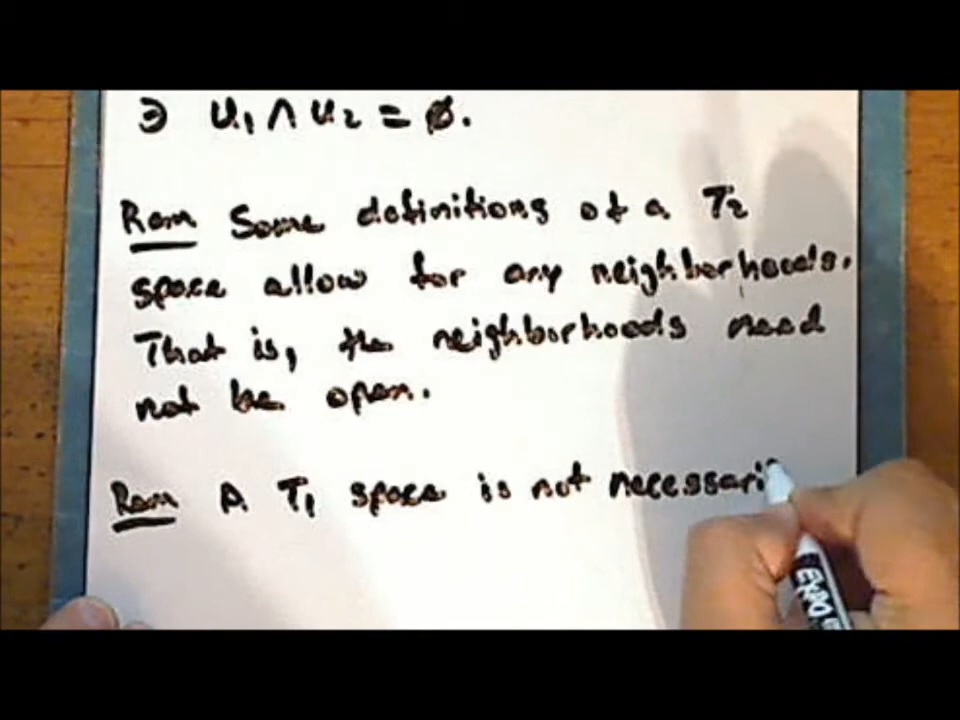 ∋ U₁ ∩ U₂ = ∅.
Rem Some definitions of a T₂
space allow for any neighborhoods.
That is, the neighborhoods need
not be open.
Rem A T₁ space is not necessari
EXPO